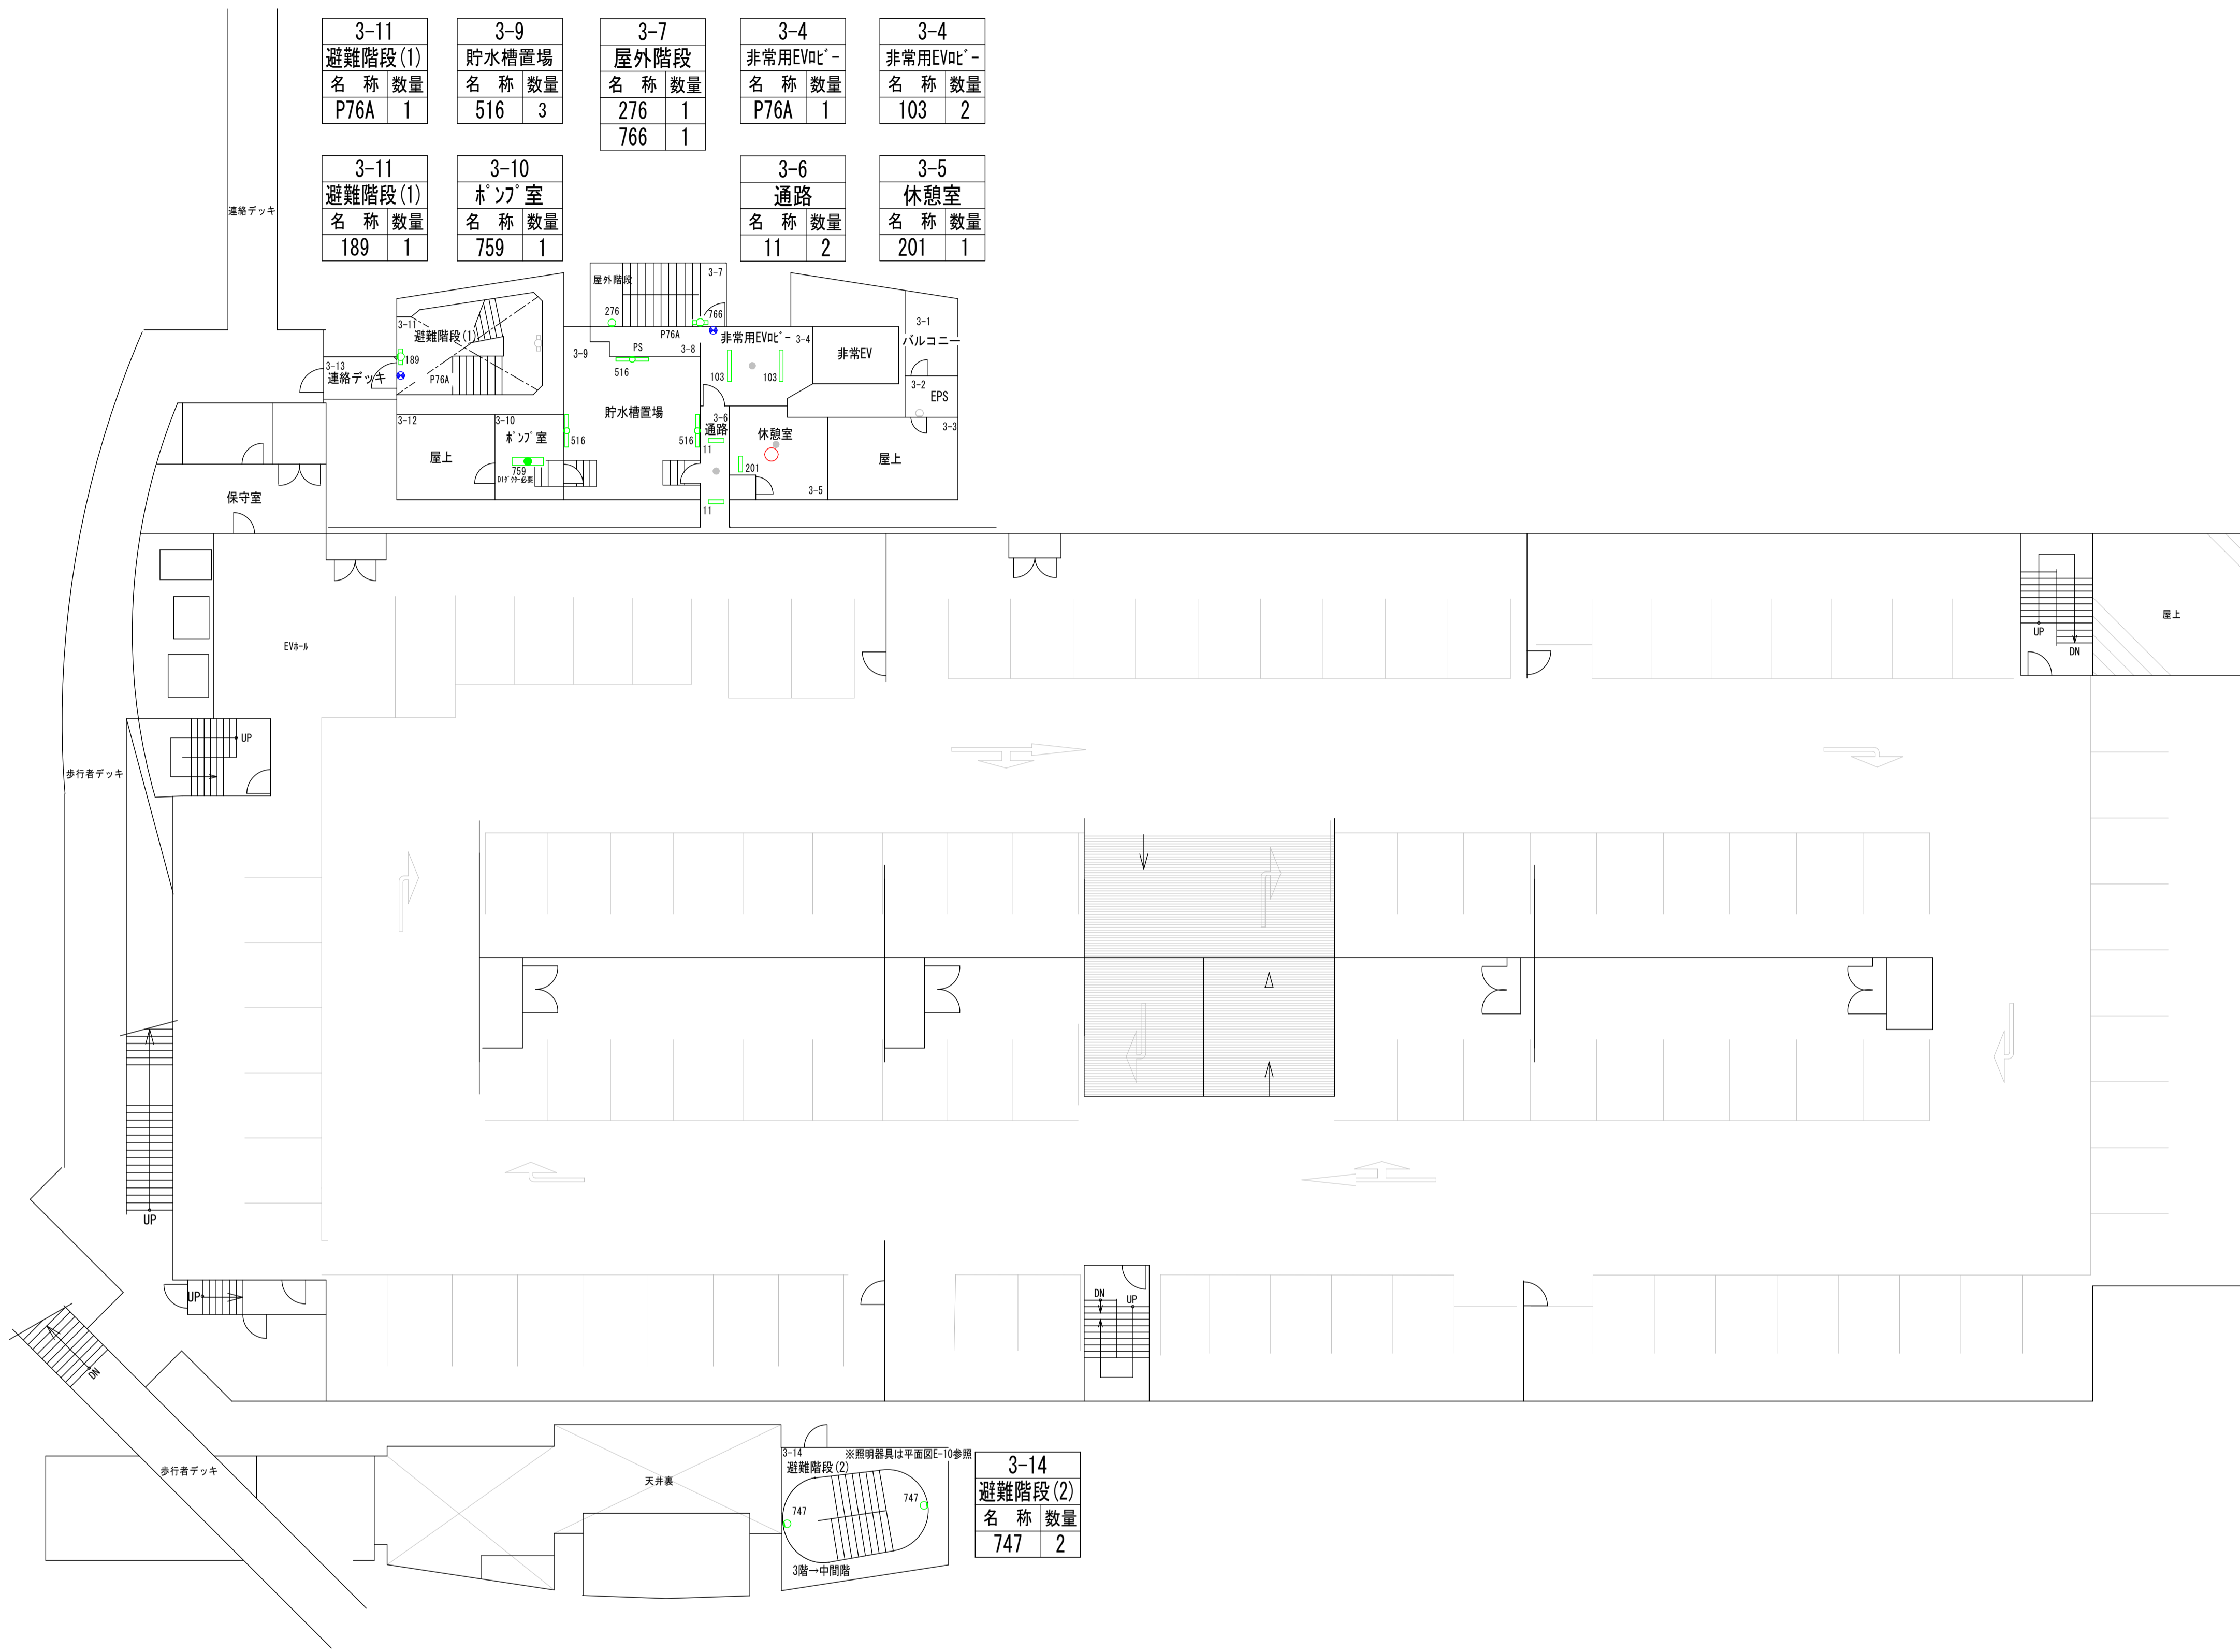 3-11
避難階段(1)
名 称 数量
P76A 1
3-9
貯水槽置場
名 称 数量
516 3
3-7
屋外階段
名 称 数量
276 1
766 1
3-4
非常用EVﾛﾋﾞｰ
名 称 数量
P76A 1
3-4
非常用EVﾛﾋﾞｰ
名 称 数量
103 2
3-11
避難階段(1)
名 称 数量
189 1
3-10
ﾎﾟﾝﾌﾟ室
名 称 数量
759 1
3-6
通路
名 称 数量
11 2
3-5
休憩室
名 称 数量
201 1
連絡デッキ
屋外階段
3-7
276
766
3-11
避難階段(1)
189
P76A
3-13
連絡デッキ
P76A
PS
3-8
3-9
516
非常用EVﾛﾋﾞｰ
3-4
103
103
非常EV
3-1
バルコニー
3-2
EPS
3-3
貯水槽置場
3-12
屋上
3-10
ﾎﾟﾝﾌﾟ室
759
D1ﾀﾞｸﾀｰ必要
516
516
3-6
通路
11
11
休憩室
201
3-5
屋上
保守室
EVﾎｰﾙ
UP
DN
屋上
UP
歩行者デッキ
UP
UP
DN
UP
DN
歩行者デッキ
天井裏
3-14
避難階段(2)
※照明器具は平面図E-10参照
747
747
3階→中間階
3-14
避難階段(2)
名 称 数量
747 2